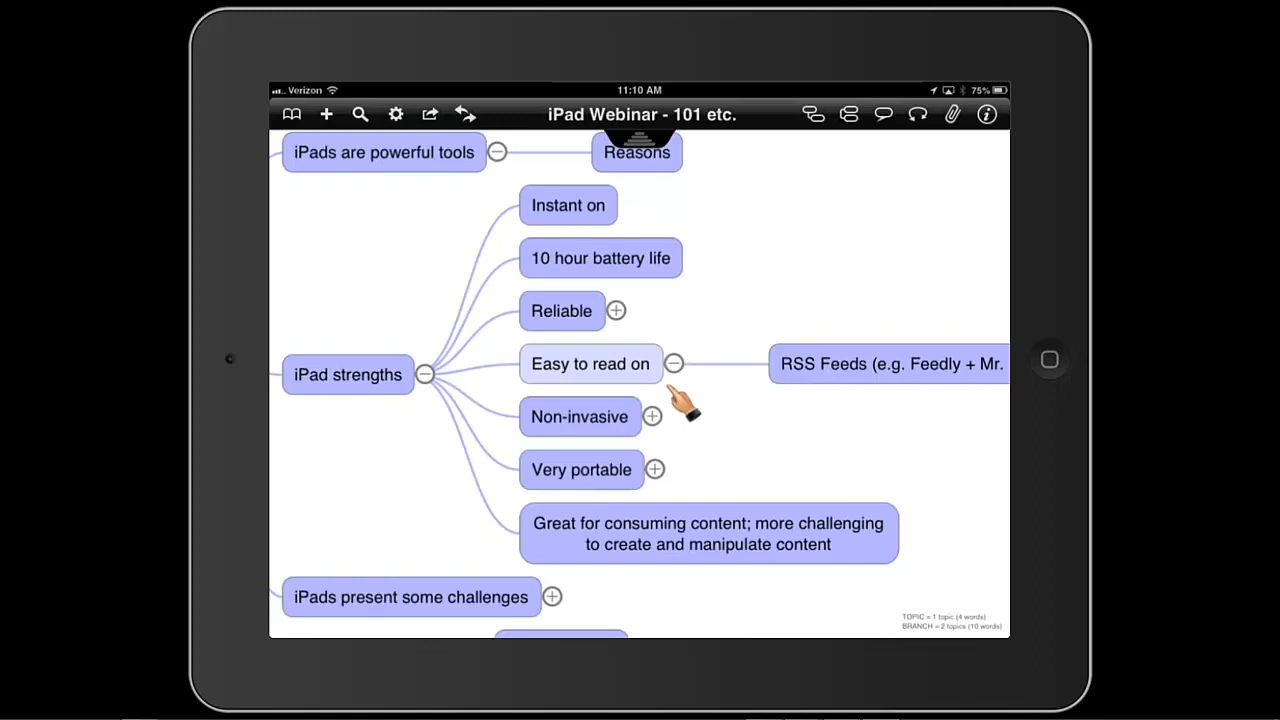 Verizon
11:10 AM
75%
iPad Webinar - 101 etc.
iPads are powerful tools
Reasons
Instant on
10 hour battery life
Reliable
iPad strengths
Easy to read on
RSS Feeds (e.g. Feedly + Mr.
Non-invasive
Very portable
Great for consuming content; more challenging
to create and manipulate content
iPads present some challenges
TOPIC = 1 topic (4 words)
BRANCH = 2 topics (10 words)